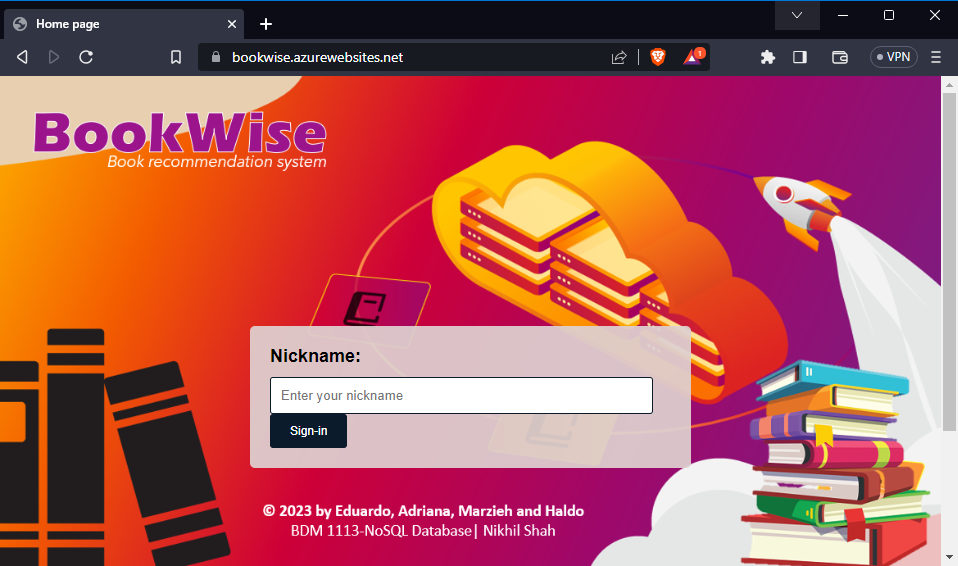 Home page
bookwise.azurewebsites.net
1
VPN
BookWise
Book recommendation system
Nickname:
Enter your nickname
Sign-in
© 2023 by Eduardo, Adriana, Marzieh and Haldo
BDM 1113-NoSQL Database| Nikhil Shah